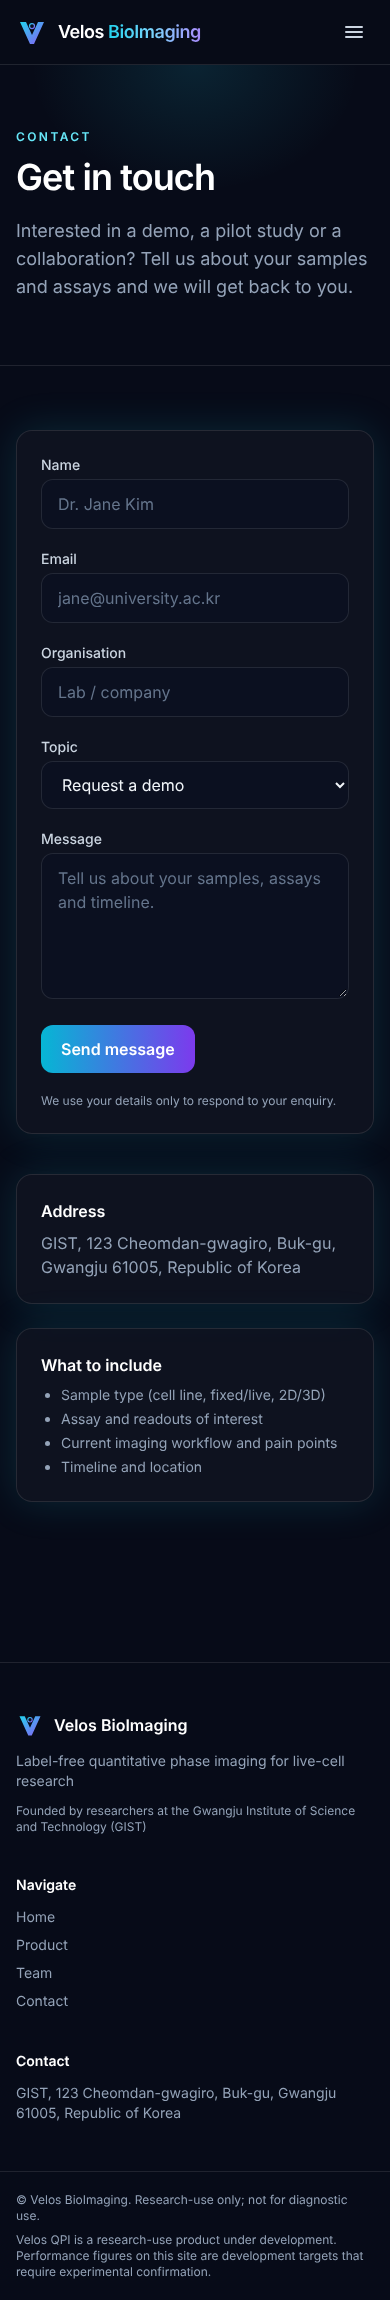 Velos BioImaging
CONTACT
Get in touch
Interested in a demo, a pilot study or a
collaboration? Tell us about your samples
and assays and we will get back to you.
Name
Dr. Jane Kim
Email
jane@university.ac.kr
Organisation
Lab / company
Topic
Request a demo
Message
Tell us about your samples, assays
and timeline.
Send message
We use your details only to respond to your enquiry.
Address
GIST, 123 Cheomdan-gwagiro, Buk-gu,
Gwangju 61005, Republic of Korea
What to include
• Sample type (cell line, fixed/live, 2D/3D)
• Assay and readouts of interest
• Current imaging workflow and pain points
• Timeline and location
Velos BioImaging
Label-free quantitative phase imaging for live-cell
research
Founded by researchers at the Gwangju Institute of Science
and Technology (GIST)
Navigate
Home
Product
Team
Contact
Contact
GIST, 123 Cheomdan-gwagiro, Buk-gu, Gwangju
61005, Republic of Korea
© Velos BioImaging. Research-use only; not for diagnostic
use.
Velos QPI is a research-use product under development.
Performance figures on this site are development targets that
require experimental confirmation.